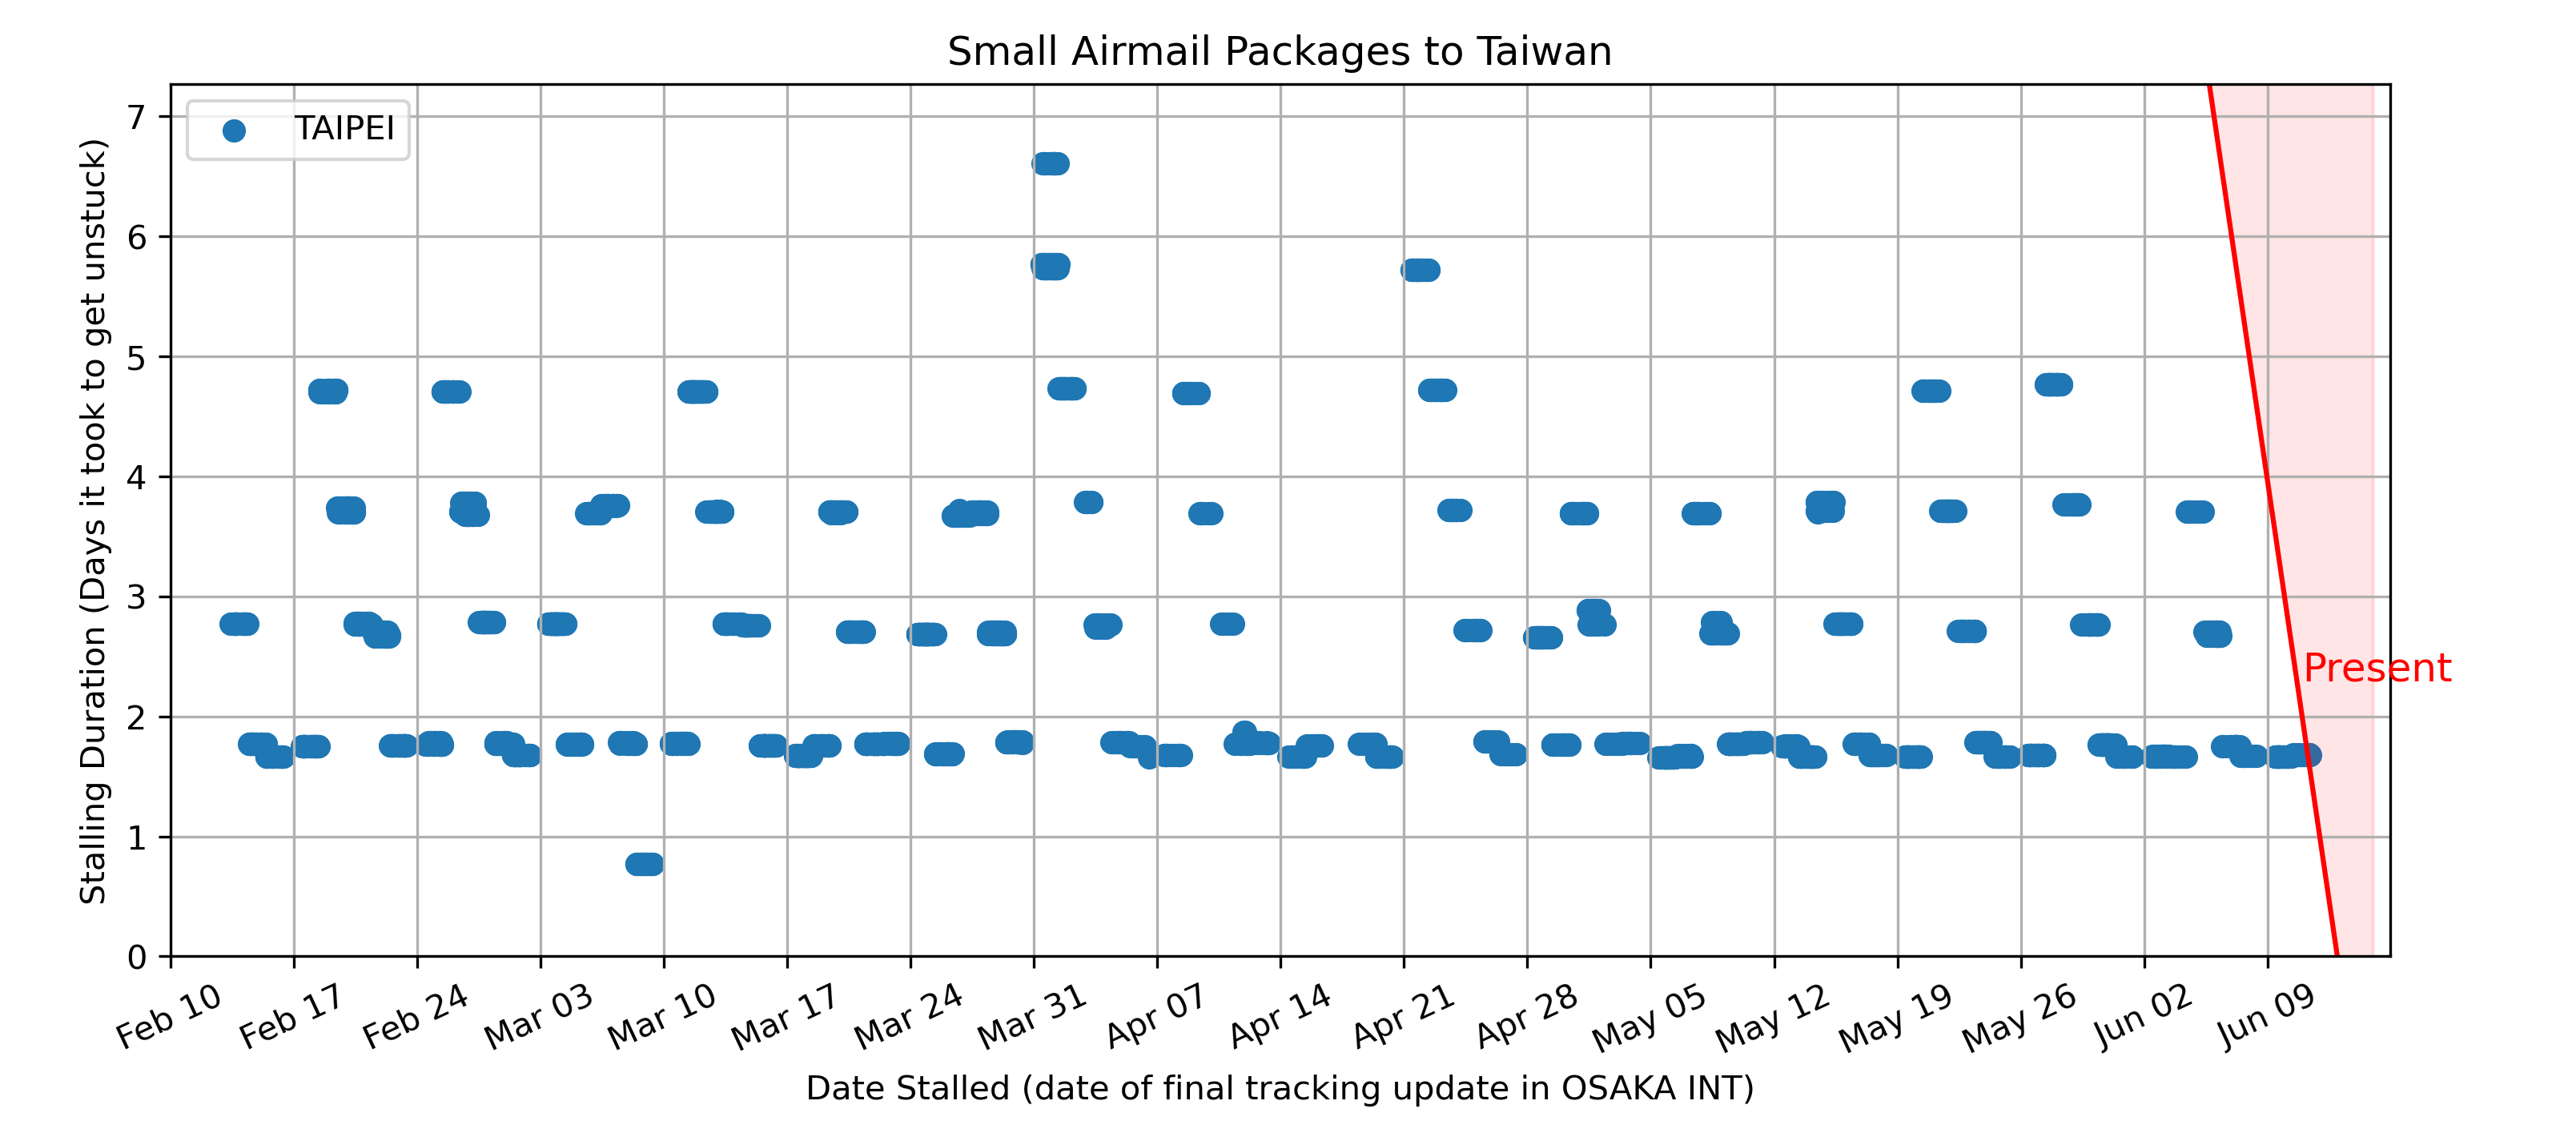 Small Airmail Packages to Taiwan
TAIPEI
Stalling Duration (Days it took to get unstuck)
7
6
5
4
3
2
1
0
Present
Feb 10
Feb 17
Feb 24
Mar 03
Mar 10
Mar 17
Mar 24
Mar 31
Apr 07
Apr 14
Apr 21
Apr 28
May 05
May 12
May 19
May 26
Jun 02
Jun 09
Date Stalled (date of final tracking update in OSAKA INT)